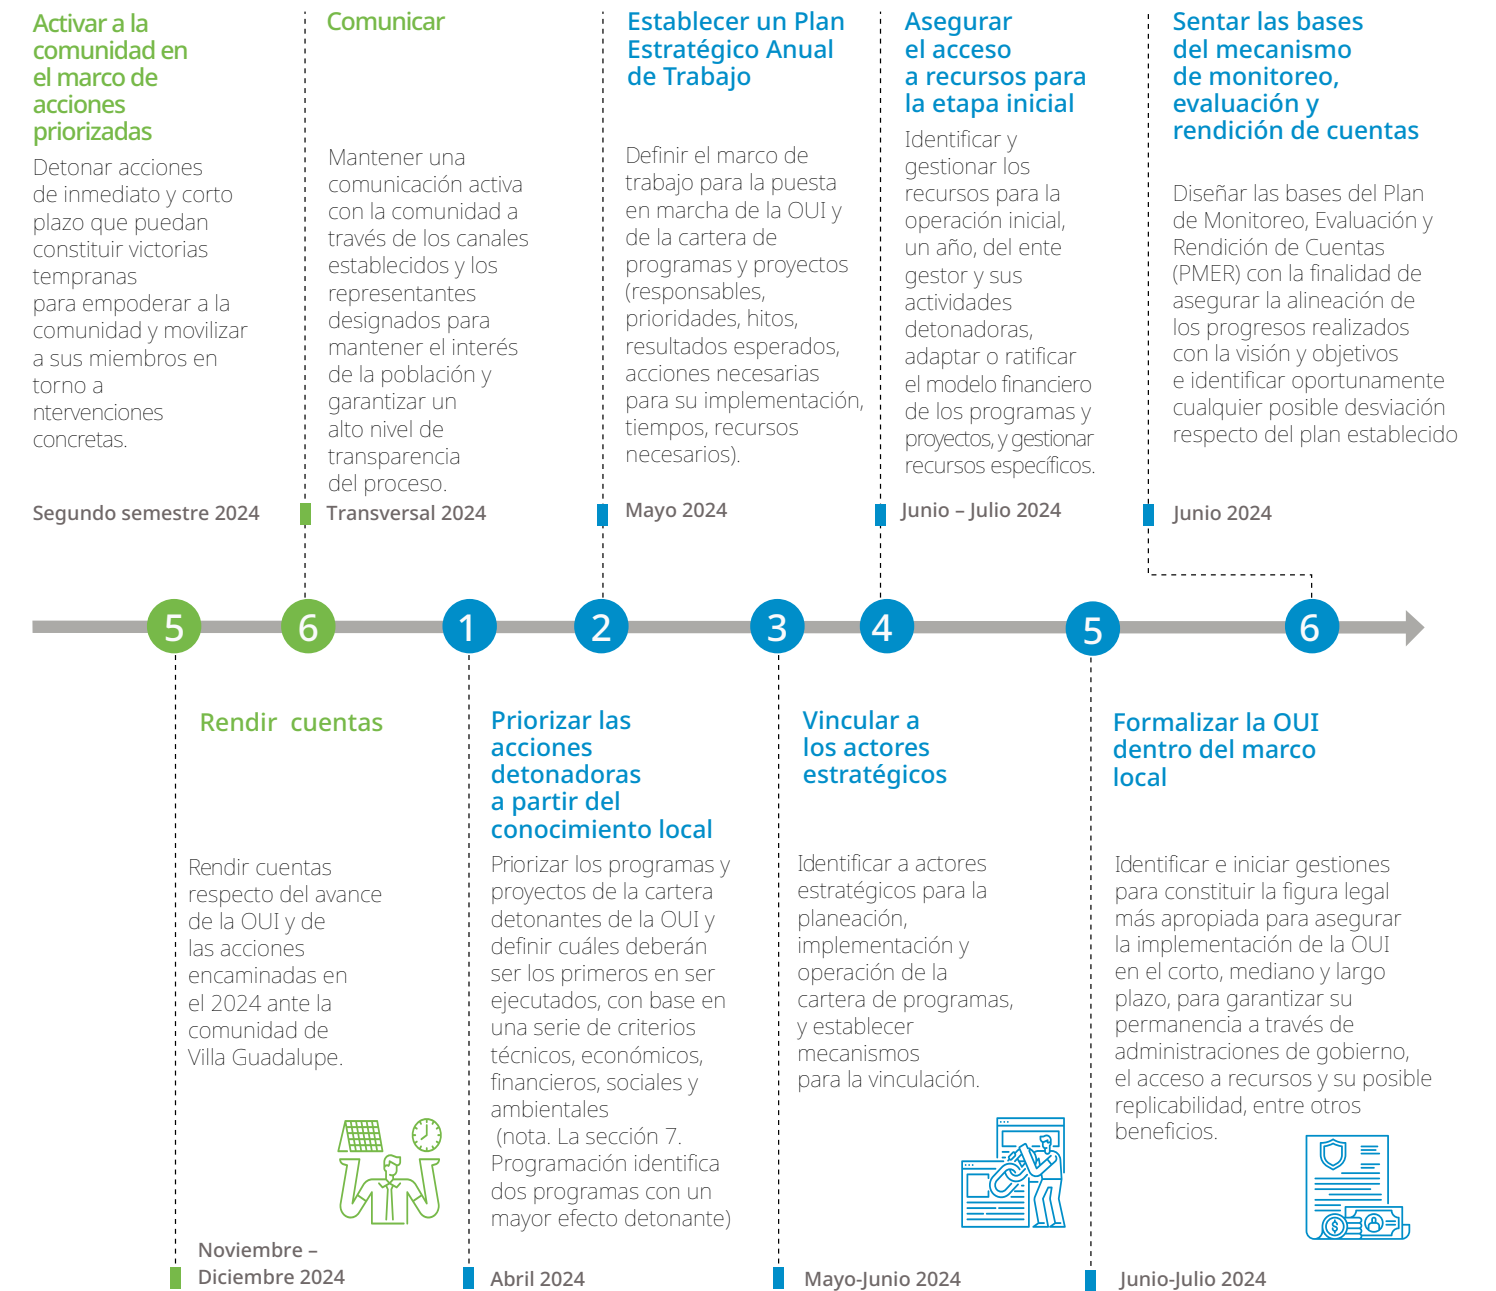 Activar a la
comunidad en
el marco de
acciones
priorizadas
Detonar acciones
de inmediato y corto
plazo que puedan
constituir victorias
tempranas
para empoderar a la
comunidad y movilizar
a sus miembros en
torno a
ntervenciones
concretas.
Segundo semestre 2024
Comunicar
Mantener una
comunicación activa
con la comunidad a
través de los canales
establecidos y los
representantes
designados para
mantener el interés
de la población y
garantizar un
alto nivel de
transparencia
del proceso.
Transversal 2024
Establecer un Plan
Estratégico Anual
de Trabajo
Definir el marco de
trabajo para la puesta
en marcha de la OUI y
de la cartera de
programas y proyectos
(responsables,
prioridades, hitos,
resultados esperados,
acciones necesarias
para su implementación,
tiempos, recursos
necesarios).
Mayo 2024
Asegurar
el acceso
a recursos para
la etapa inicial
Identificar y
gestionar los
recursos para la
operación inicial,
un año, del ente
gestor y sus
actividades
detonadoras,
adaptar o ratificar
el modelo financiero
de los programas y
proyectos, y gestionar
recursos específicos.
Junio – Julio 2024
Sentar las bases
del mecanismo
de monitoreo,
evaluación y
rendición de cuentas
Diseñar las bases del Plan
de Monitoreo, Evaluación y
Rendición de Cuentas
(PMER) con la finalidad de
asegurar la alineación de
los progresos realizados
con la visión y objetivos
e identificar oportunamente
cualquier posible desviación
respecto del plan establecido
Junio 2024
5
6
1
2
3
4
5
6
Rendir cuentas
Rendir cuentas
respecto del avance
de la OUI y de
las acciones
encaminadas en
el 2024 ante la
comunidad de
Villa Guadalupe.
Noviembre –
Diciembre 2024
Priorizar las
acciones
detonadoras
a partir del
conocimiento local
Priorizar los programas y
proyectos de la cartera
detonantes de la OUI y
definir cuáles deberán
ser los primeros en ser
ejecutados, con base en
una serie de criterios
técnicos, económicos,
financieros, sociales y
ambientales
(nota. La sección 7.
Programación identifica
dos programas con un
mayor efecto detonante)
Abril 2024
Vincular a
los actores
estratégicos
Identificar a actores
estratégicos para la
planeación,
implementación y
operación de la
cartera de programas,
y establecer
mecanismos
para la vinculación.
Mayo-Junio 2024
Formalizar la OUI
dentro del marco
local
Identificar e iniciar gestiones
para constituir la figura legal
más apropiada para asegurar
la implementación de la OUI
en el corto, mediano y largo
plazo, para garantizar su
permanencia a través de
administraciones de gobierno,
el acceso a recursos y su posible
replicabilidad, entre otros
beneficios.
Junio-Julio 2024